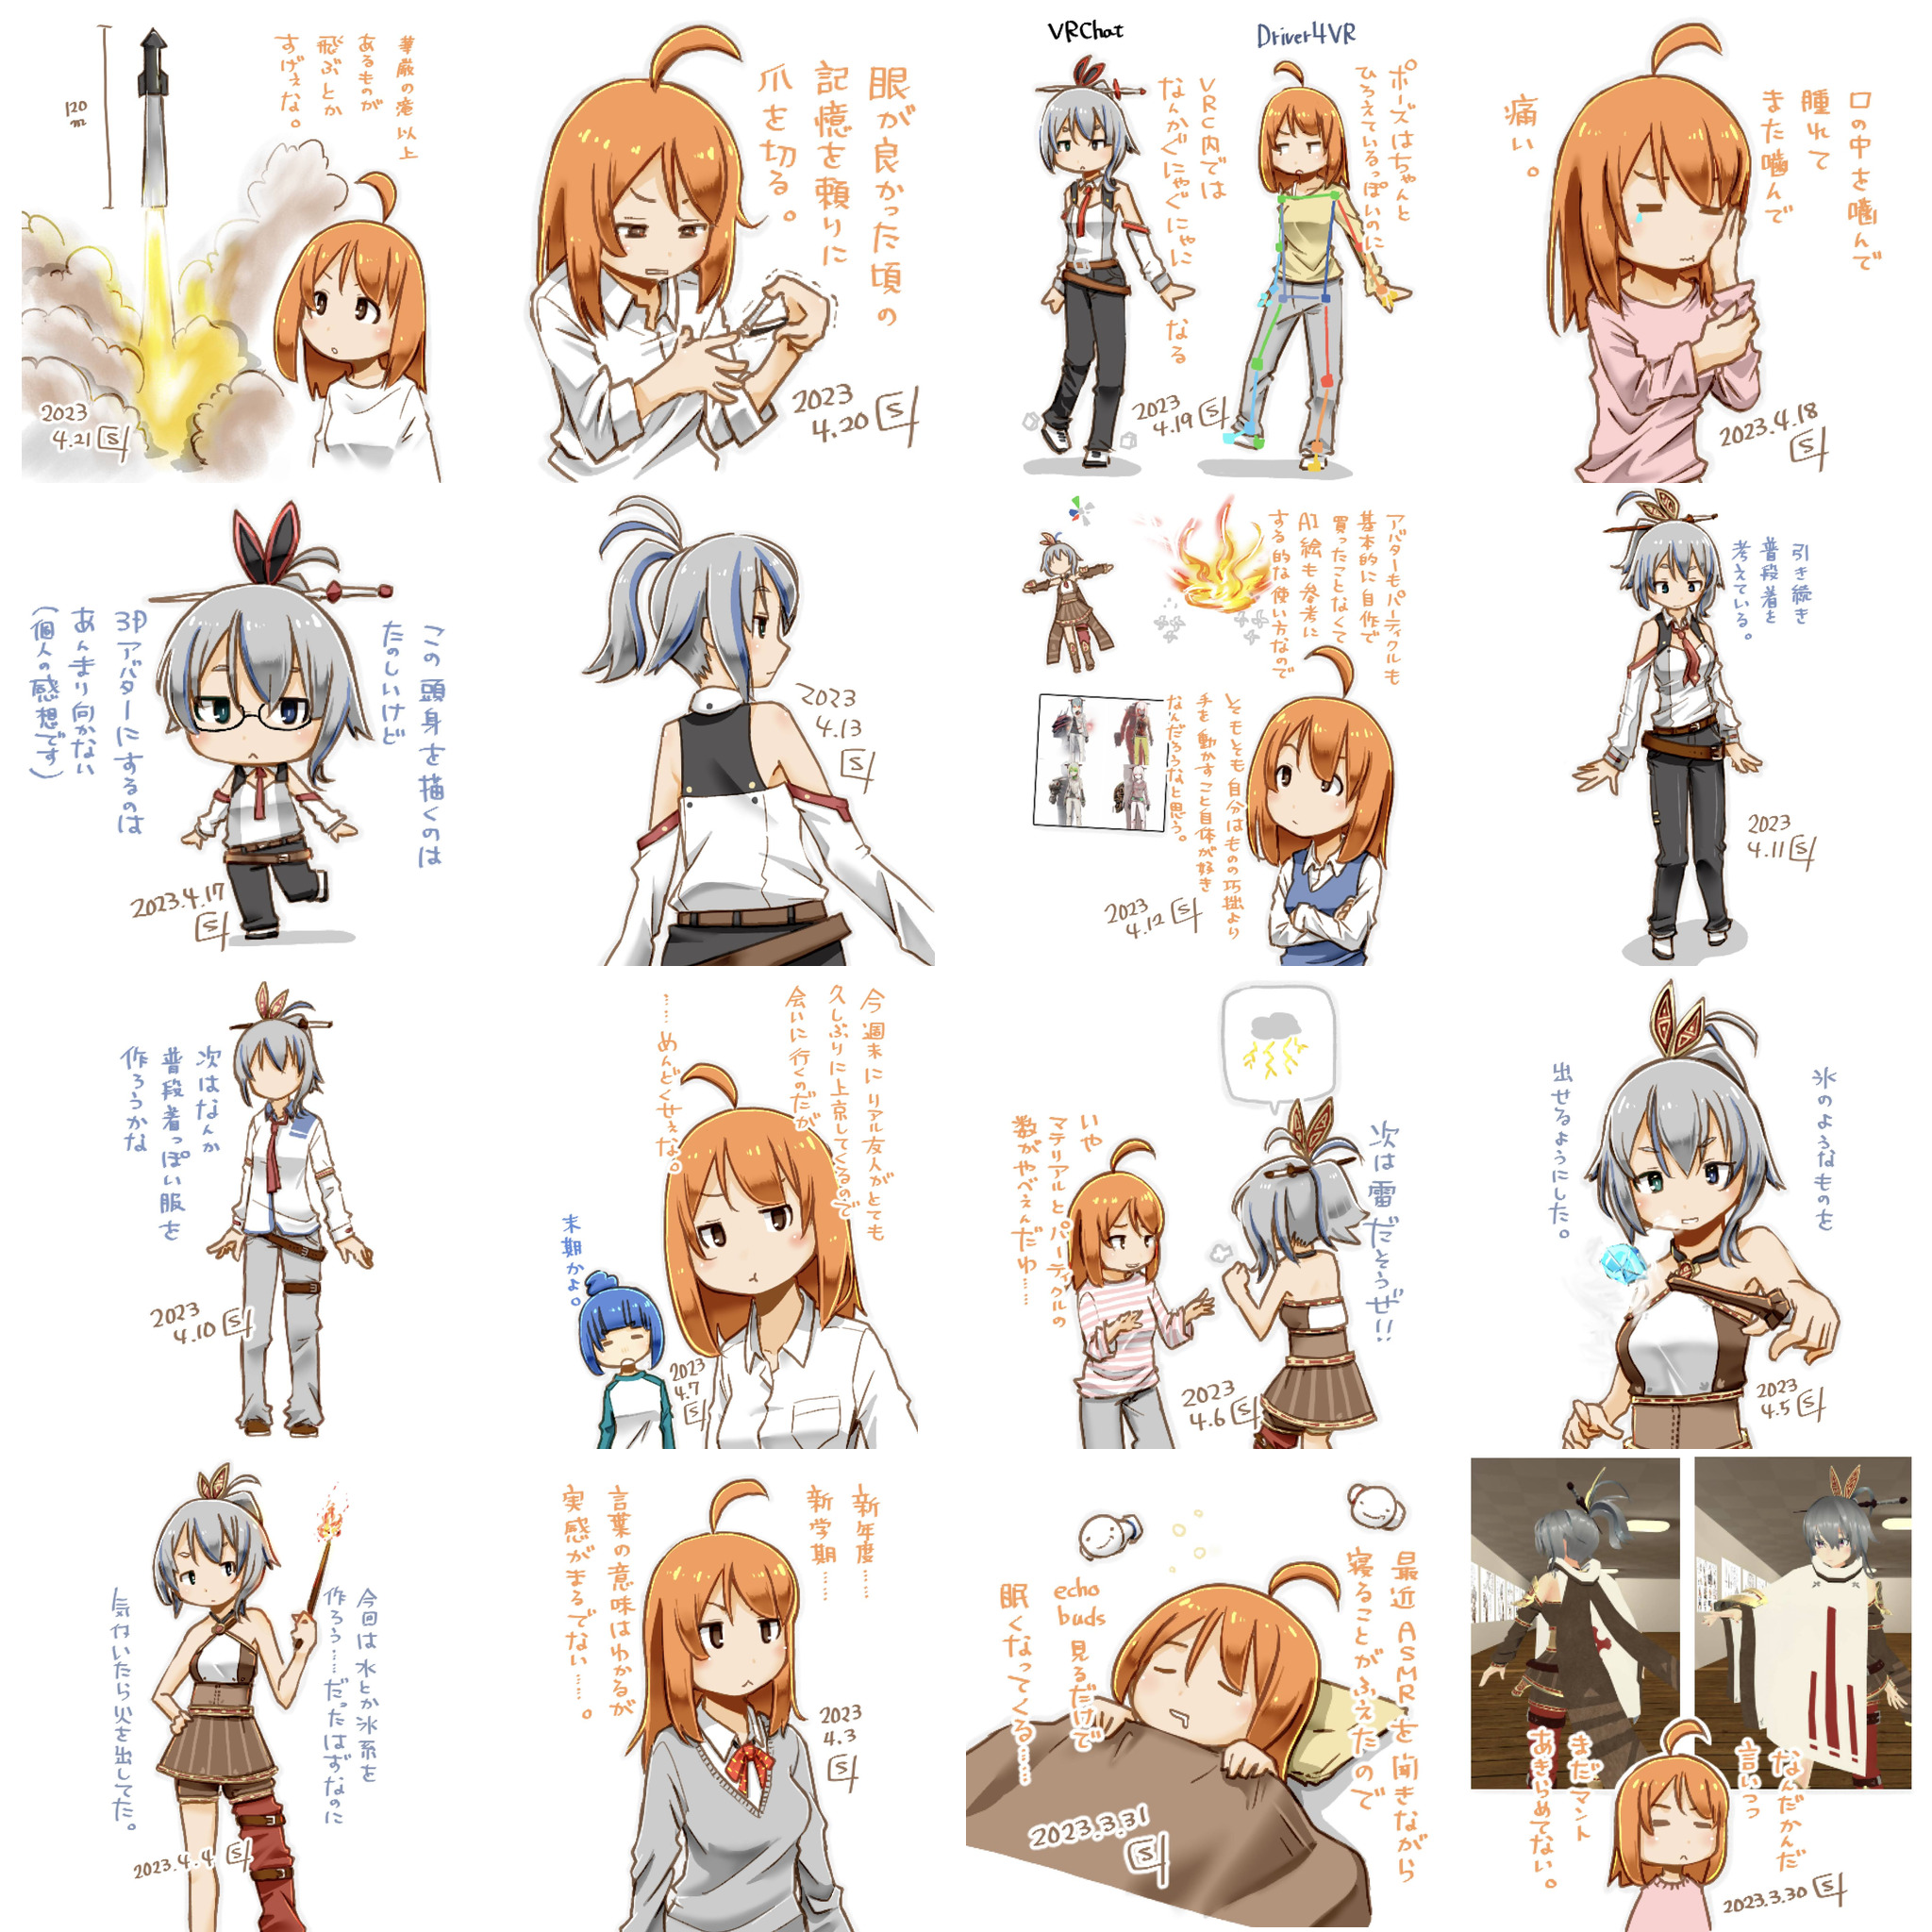 華厳の滝以上
あるものが
飛ぶとか
すげぇな。
120
m
2023
4.21
眼が良かった頃の
記憶を頼りに
爪を切る。
2023
4.20
VRChat
Driver4VR
ポーズはちゃんと
ひろえているっぽいのに
VRC内では
なんかぐにゃぐにゃに
なる
2023
4.19
口の中を噛んで
腫れて
また噛んで
痛い。
2023.4.18
この頭身を描くのは
たのしいけど
3Dアバターにするのは
あんまり向かない
(個人の感想です)
2023.4.17
2023
4.13
アバターもパーティクルも
基本的に自作で
買ったことなくて
AI絵も参考に
する的な使い方なので
そもそも自分はものの巧拙より
手を動かすこと自体が好き
なんだろうなと思う。
2023
4.12
引き続き
普段着を
考えている。
2023
4.11
次はなんか
普段着っぽい服を
作ろうかな
2023
4.10
今週末にリアル友人がとても
久しぶりに上京してくるので
会いに行くのだが
……めんどくせぇな。
末期かよ。
2023
4.7
次は雷だそうぜ!!
いや
マテリアルとパーティクルの
数がやべえんだわ……
2023
4.6
氷のようなものを
出せるようにした。
2023
4.5
今回は水とか氷系を
作ろう……だったはずなのに
気付いたら火を出してた。
2023.4.4
新年度……
新学期……
言葉の意味はわかるが
実感がまるでない……。
2023
4.3
最近ASMRを聞きながら
寝ることがふえたので
echo
buds
見るだけで
眠くなってくる……
2023.3.31
なんだかんだ
言いつつ
まだマント
あきらめてない。
2023.3.30